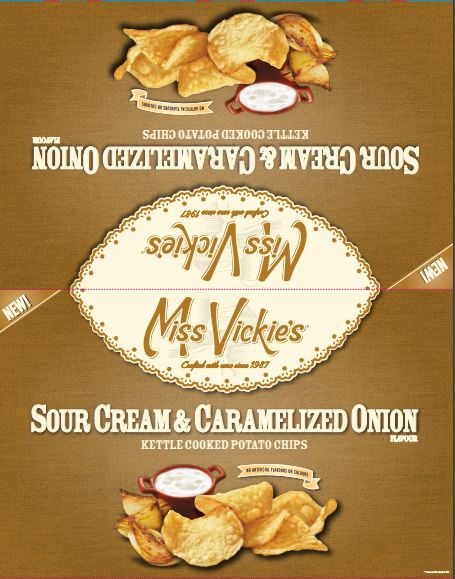 NO ARTIFICIAL FLAVOURS OR COLOURS
KETTLE COOKED POTATO CHIPS
SOUR CREAM & CARAMELIZED ONION
FLAVOUR
Crafted with care since 1987
Miss Vickie's
NEW!
NEW!
Miss Vickie's
Crafted with care since 1987
SOUR CREAM & CARAMELIZED ONION
FLAVOUR
KETTLE COOKED POTATO CHIPS
NO ARTIFICIAL FLAVOURS OR COLOURS